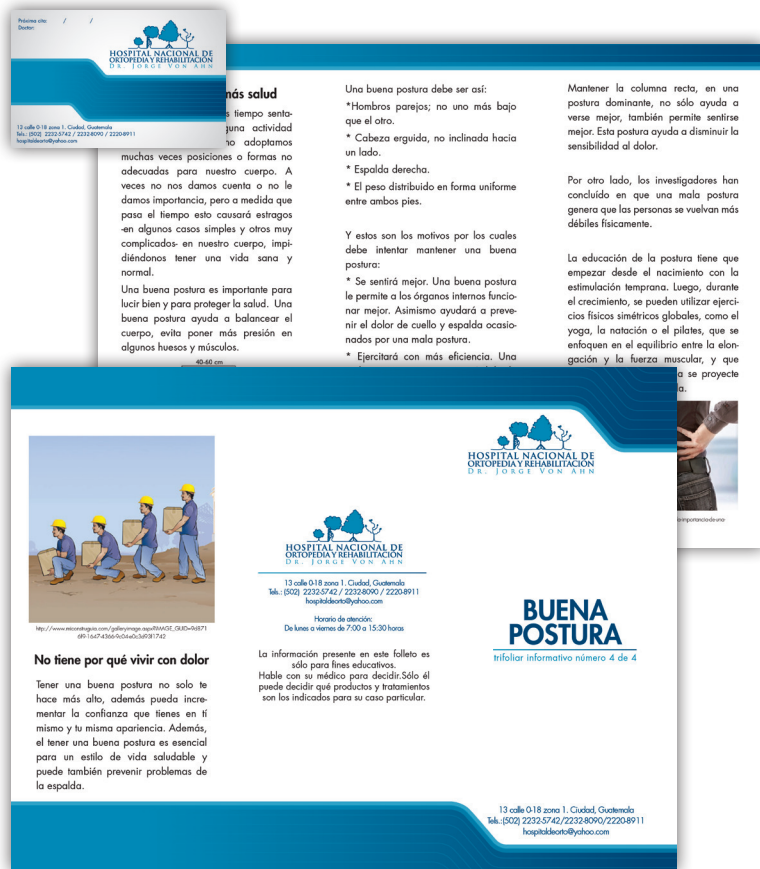 Próxima cita: / /
Doctor:
HOSPITAL NACIONAL DE
ORTOPEDIA Y REHABILITACIÓN
DR. JORGE VON AHN
13 calle 0-18 zona 1. Ciudad, Guatemala
Tels.: (502) 2232-5742 / 2232-8090 / 2220-8911
hospitaldeorto@yahoo.com
más salud
s tiempo senta-
guna actividad
no adoptamos
muchas veces posiciones o formas no
adecuadas para nuestro cuerpo. A
veces no nos damos cuenta o no le
damos importancia, pero a medida que
pasa el tiempo esto causará estragos
-en algunos casos simples y otros muy
complicados- en nuestro cuerpo, impi-
diéndonos tener una vida sana y
normal.
Una buena postura es importante para
lucir bien y para proteger la salud. Una
buena postura ayuda a balancear el
cuerpo, evita poner más presión en
algunos huesos y músculos.
40-60 cm
Una buena postura debe ser así:
*Hombros parejos; no uno más bajo
que el otro.
* Cabeza erguida, no inclinada hacia
un lado.
* Espalda derecha.
* El peso distribuido en forma uniforme
entre ambos pies.
Y estos son los motivos por los cuales
debe intentar mantener una buena
postura:
* Se sentirá mejor. Una buena postura
le permite a los órganos internos funcio-
nar mejor. Asimismo ayudará a preve-
nir el dolor de cuello y espalda ocasio-
nados por una mala postura.
* Ejercitará con más eficiencia. Una
Mantener la columna recta, en una
postura dominante, no sólo ayuda a
verse mejor, también permite sentirse
mejor. Esta postura ayuda a disminuir la
sensibilidad al dolor.
Por otro lado, los investigadores han
concluído en que una mala postura
genera que las personas se vuelvan más
débiles físicamente.
La educación de la postura tiene que
empezar desde el nacimiento con la
estimulación temprana. Luego, durante
el crecimiento, se pueden utilizar ejerci-
cios físicos simétricos globales, como el
yoga, la natación o el pilates, que se
enfoquen en el equilibrio entre la elon-
gación y la fuerza muscular, y que
a se proyecte
da.
e-importancia-de-una-
No tiene por qué vivir con dolor
Tener una buena postura no solo te
hace más alto, además pueda incre-
mentar la confianza que tienes en tí
mismo y tu misma apariencia. Además,
el tener una buena postura es esencial
para un estilo de vida saludable y
puede también prevenir problemas de
la espalda.
HOSPITAL NACIONAL DE
ORTOPEDIA Y REHABILITACIÓN
DR. JORGE VON AHN
13 calle 0-18 zona 1. Ciudad, Guatemala
Tels.: (502) 2232-5742 / 2232-8090 / 2220-8911
hospitaldeorto@yahoo.com
Horario de atención:
De lunes a viernes de 7:00 a 15:30 horas
La información presente en este folleto es
sólo para fines educativos.
Hable con su médico para decidir.Sólo él
puede decidir qué productos y tratamientos
son los indicados para su caso particular.
HOSPITAL NACIONAL DE
ORTOPEDIA Y REHABILITACIÓN
DR. JORGE VON AHN
BUENA
POSTURA
trifoliar informativo número 4 de 4
13 calle 0-18 zona 1. Ciudad, Guatemala
Tels.:(502) 2232-5742/2232-8090/2220-8911
hospitaldeorto@yahoo.com